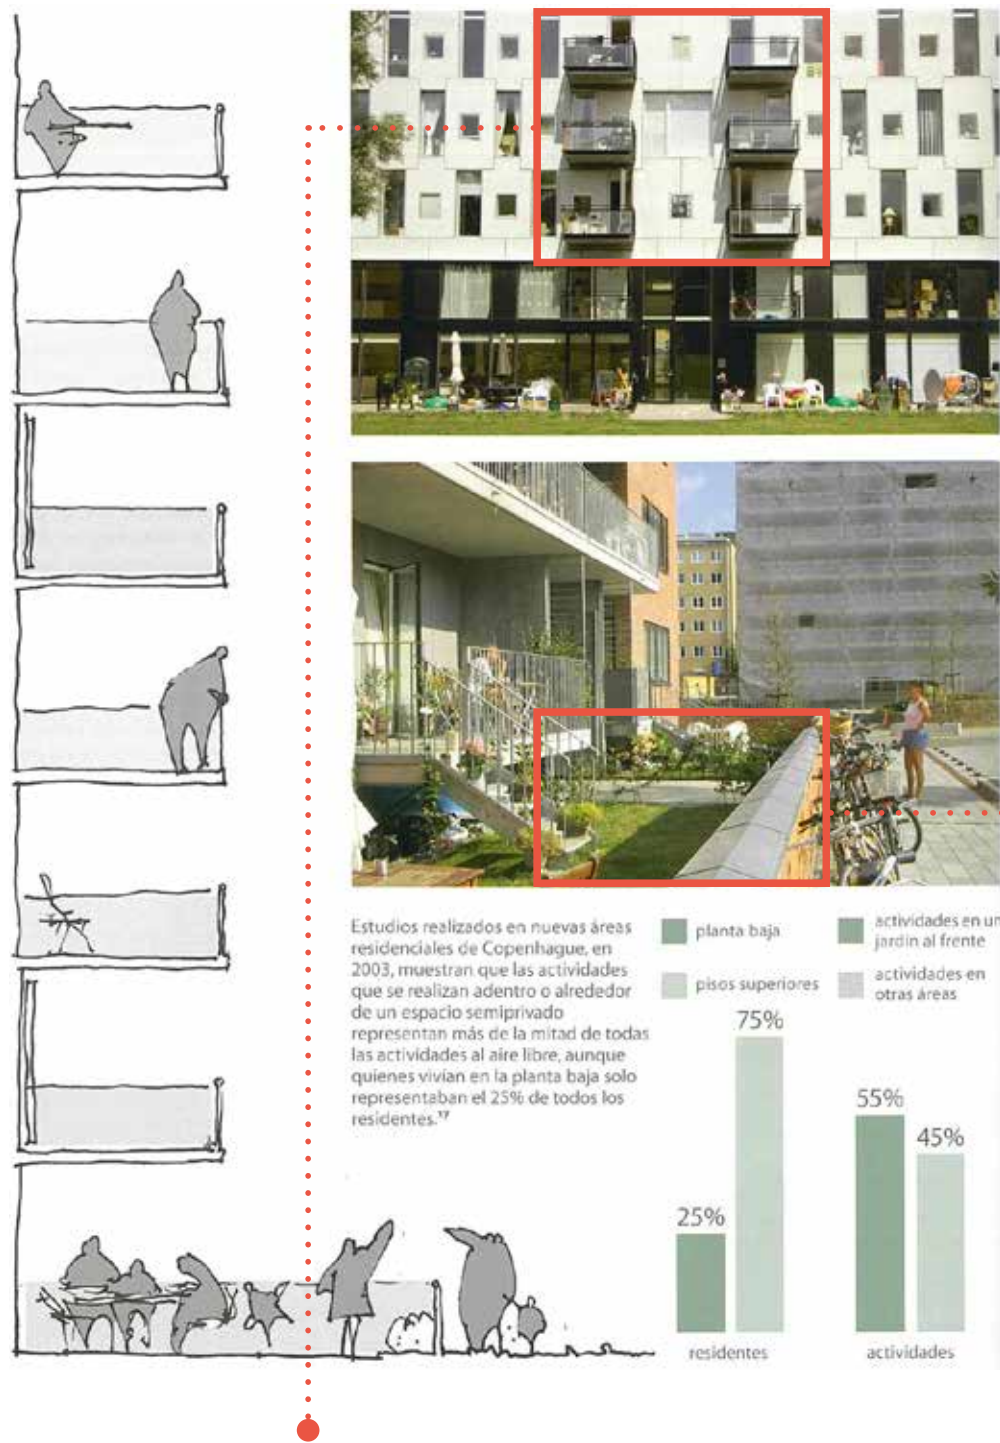 Estudios realizados en nuevas áreas
residenciales de Copenhague, en
2003, muestran que las actividades
que se realizan adentro o alrededor
de un espacio semiprivado
representan más de la mitad de todas
las actividades al aire libre, aunque
quienes vivían en la planta baja solo
representaban el 25% de todos los
residentes.¹⁷
planta baja
pisos superiores
actividades en un
jardín al frente
actividades en
otras áreas
75%
25%
residentes
55%
45%
actividades